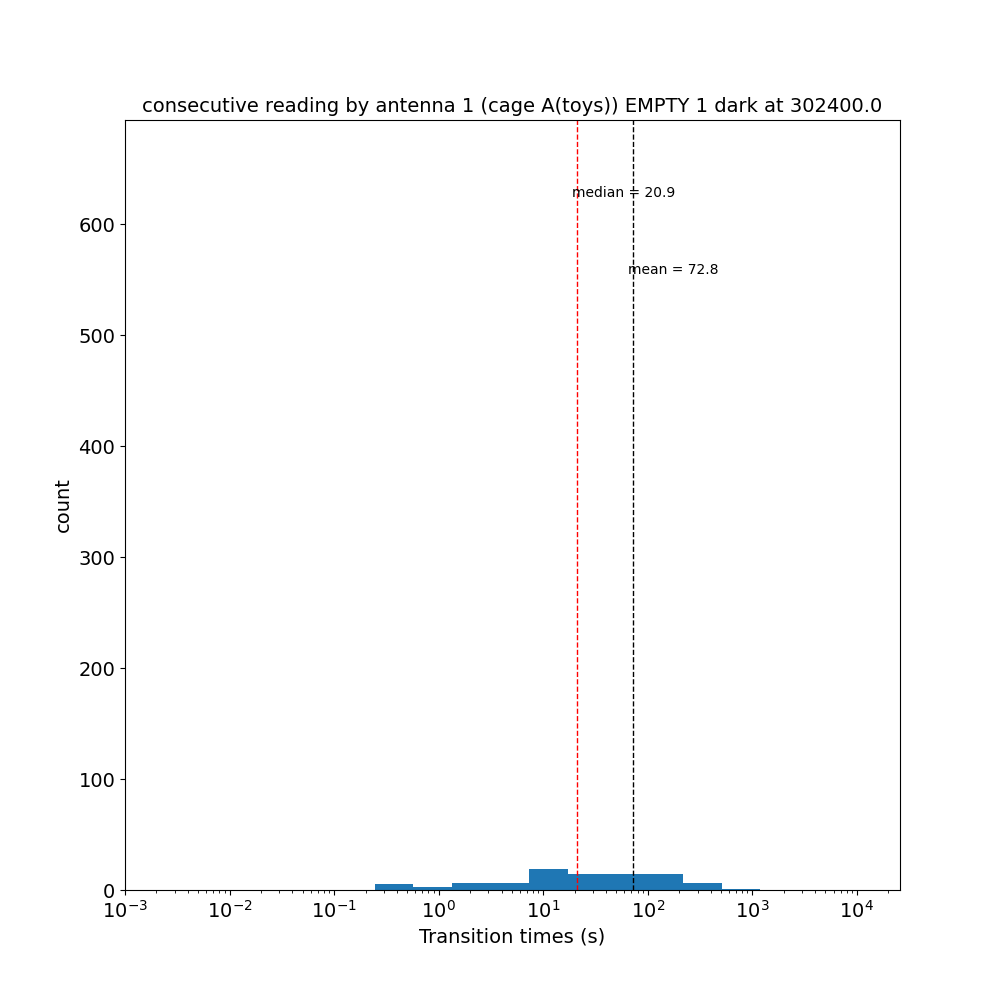 consecutive reading by antenna 1 (cage A(toys)) EMPTY 1 dark at 302400.0
median = 20.9
mean = 72.8
600
500
400
300
200
100
0
count
10⁻³ 10⁻² 10⁻¹ 10⁰ 10¹ 10² 10³ 10⁴
Transition times (s)